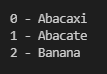 0 - Abacaxi
1 - Abacate
2 - Banana